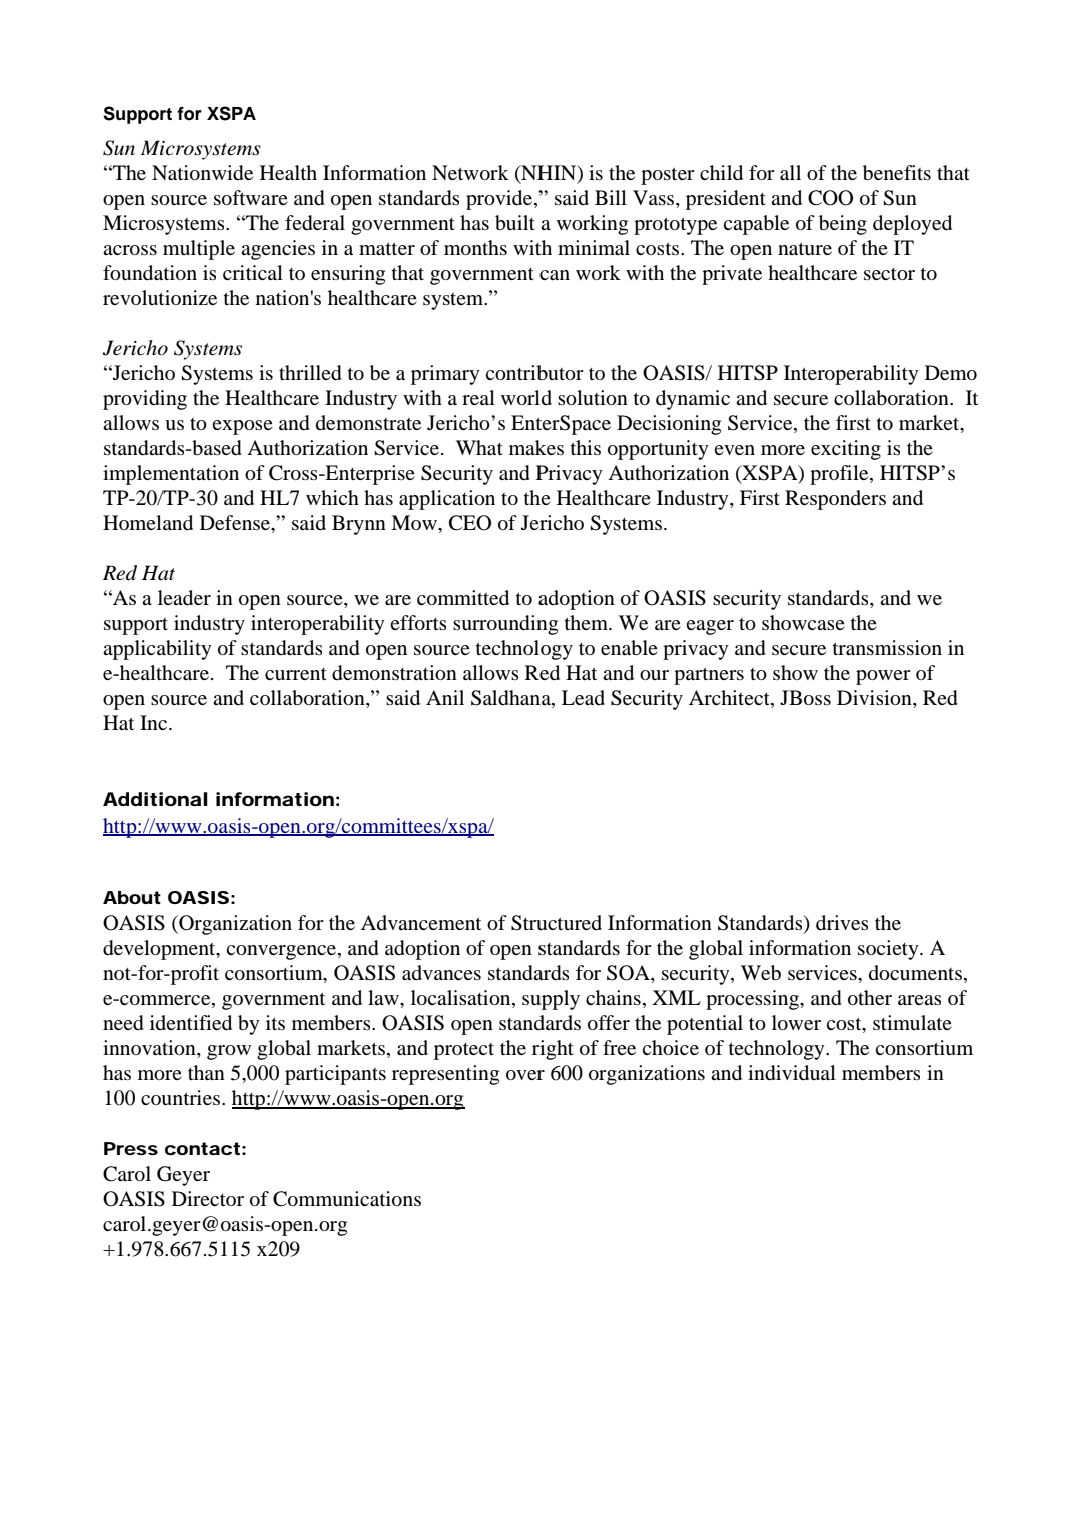 Support for XSPA
Sun Microsystems
“The Nationwide Health Information Network (NHIN) is the poster child for all of the benefits that
open source software and open standards provide,” said Bill Vass, president and COO of Sun
Microsystems. “The federal government has built a working prototype capable of being deployed
across multiple agencies in a matter of months with minimal costs. The open nature of the IT
foundation is critical to ensuring that government can work with the private healthcare sector to
revolutionize the nation's healthcare system.”
Jericho Systems
“Jericho Systems is thrilled to be a primary contributor to the OASIS/ HITSP Interoperability Demo
providing the Healthcare Industry with a real world solution to dynamic and secure collaboration.  It
allows us to expose and demonstrate Jericho’s EnterSpace Decisioning Service, the first to market,
standards-based Authorization Service.  What makes this opportunity even more exciting is the
implementation of Cross-Enterprise Security and Privacy Authorization (XSPA) profile, HITSP’s
TP-20/TP-30 and HL7 which has application to the Healthcare Industry, First Responders and
Homeland Defense,” said Brynn Mow, CEO of Jericho Systems.
Red Hat
“As a leader in open source, we are committed to adoption of OASIS security standards, and we
support industry interoperability efforts surrounding them. We are eager to showcase the
applicability of standards and open source technology to enable privacy and secure transmission in
e-healthcare.  The current demonstration allows Red Hat and our partners to show the power of
open source and collaboration,” said Anil Saldhana, Lead Security Architect, JBoss Division, Red
Hat Inc.
Additional information:
http://www.oasis-open.org/committees/xspa/
About OASIS:
OASIS (Organization for the Advancement of Structured Information Standards) drives the
development, convergence, and adoption of open standards for the global information society. A
not-for-profit consortium, OASIS advances standards for SOA, security, Web services, documents,
e-commerce, government and law, localisation, supply chains, XML processing, and other areas of
need identified by its members. OASIS open standards offer the potential to lower cost, stimulate
innovation, grow global markets, and protect the right of free choice of technology. The consortium
has more than 5,000 participants representing over 600 organizations and individual members in
100 countries. http://www.oasis-open.org
Press contact:
Carol Geyer
OASIS Director of Communications
carol.geyer@oasis-open.org
+1.978.667.5115 x209